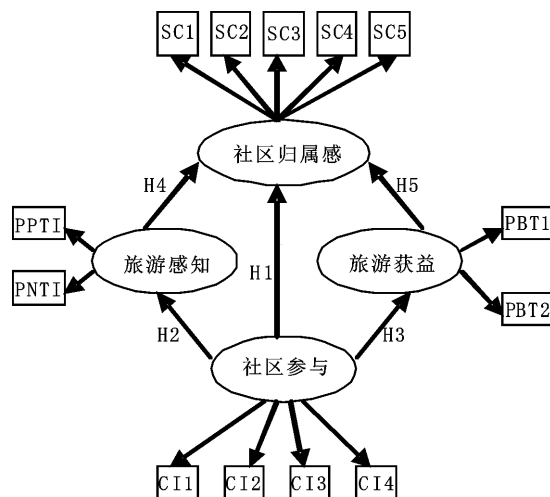 SC1 SC2 SC3 SC4 SC5
社区归属感
H4 H5
PPTI PBT1
旅游感知 H1 旅游获益
PNTI PBT2
H2 H3
社区参与
CI1 CI2 CI3 CI4